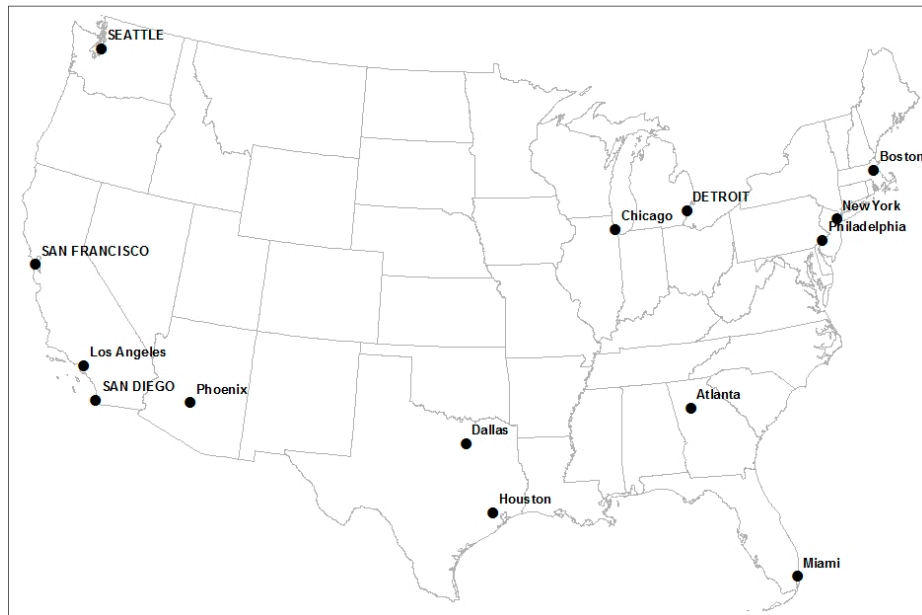 SEATTLE
Boston
DETROIT
New York
Chicago
Philadelphia
SAN FRANCISCO
Los Angeles
SAN DIEGO
Phoenix
Atlanta
Dallas
Houston
Miami